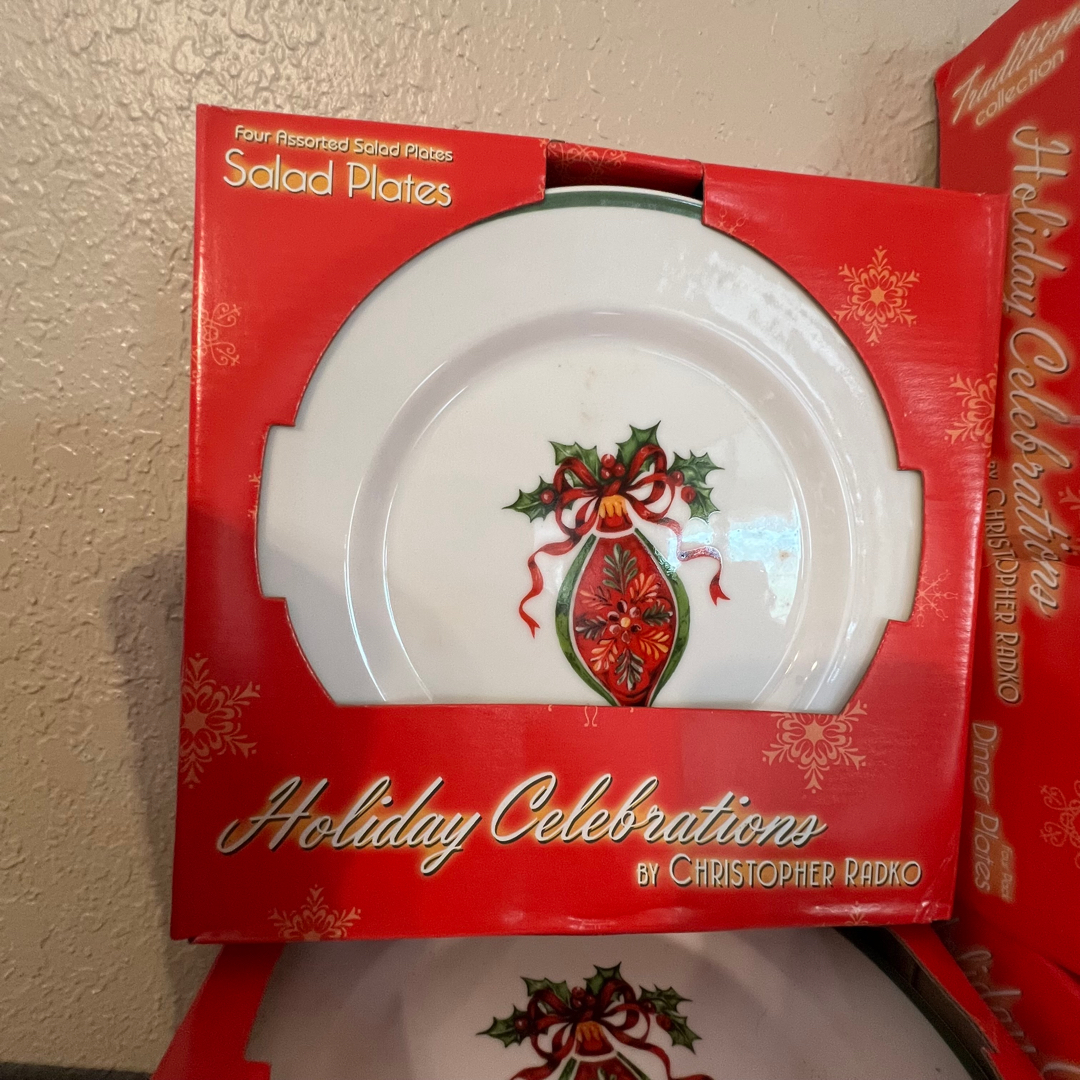 Four Assorted Salad Plates
Salad Plates
Holiday Celebrations
BY CHRISTOPHER RADKO
Traditions
collection
Holiday Celebrations
BY CHRISTOPHER RADKO
Dinner Plates